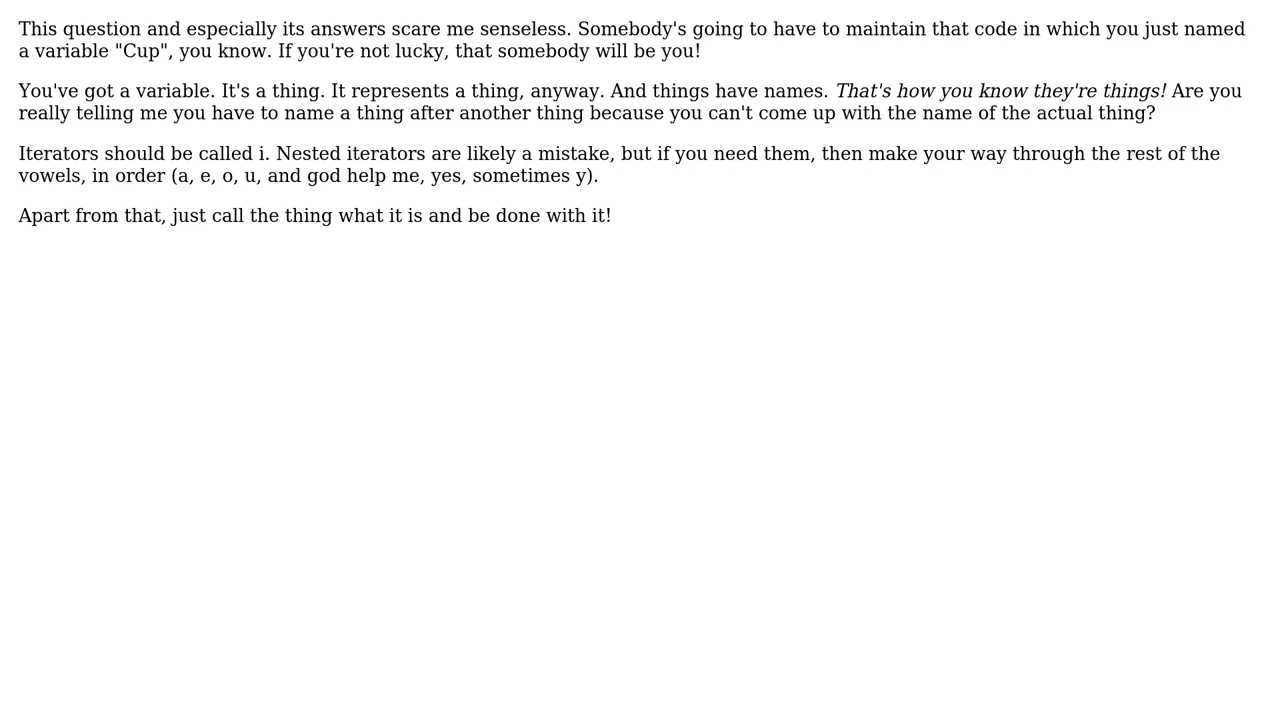 This question and especially its answers scare me senseless. Somebody's going to have to maintain that code in which you just named
a variable "Cup", you know. If you're not lucky, that somebody will be you!
You've got a variable. It's a thing. It represents a thing, anyway. And things have names. That's how you know they're things! Are you
really telling me you have to name a thing after another thing because you can't come up with the name of the actual thing?
Iterators should be called i. Nested iterators are likely a mistake, but if you need them, then make your way through the rest of the
vowels, in order (a, e, o, u, and god help me, yes, sometimes y).
Apart from that, just call the thing what it is and be done with it!